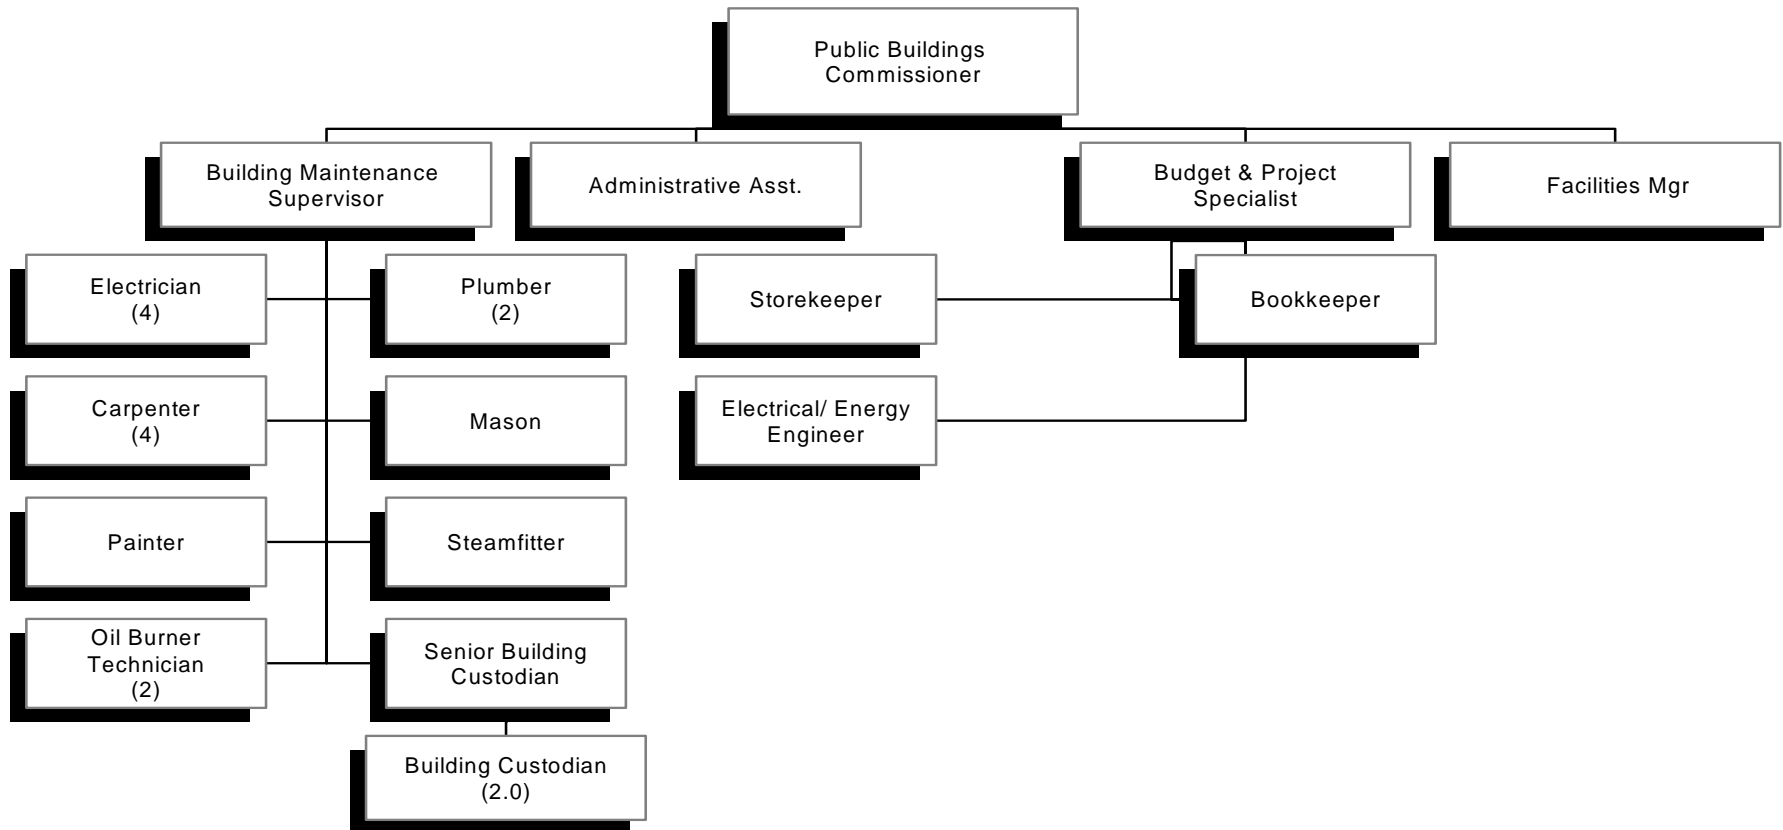 Public Buildings
Commissioner
Building Maintenance
Supervisor
Administrative Asst.
Budget & Project
Specialist
Facilities Mgr
Electrician
(4)
Plumber
(2)
Storekeeper
Bookkeeper
Carpenter
(4)
Mason
Electrical/ Energy
Engineer
Painter
Steamfitter
Oil Burner
Technician
(2)
Senior Building
Custodian
Building Custodian
(2.0)